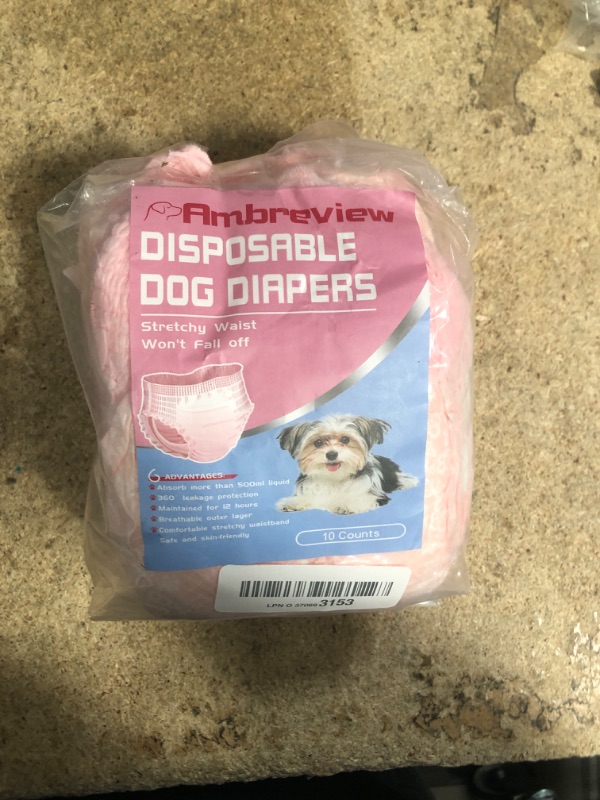 Ambreview
DISPOSABLE
DOG DIAPERS
Stretchy Waist
Won't Fall off
6 ADVANTAGES
Absorb more than 500ml liquid
360° leakage protection
Maintained for 12 hours
Breathable outer layer
Comfortable stretchy waistband
Safe and skin-friendly
10 Counts
LPN O 3153